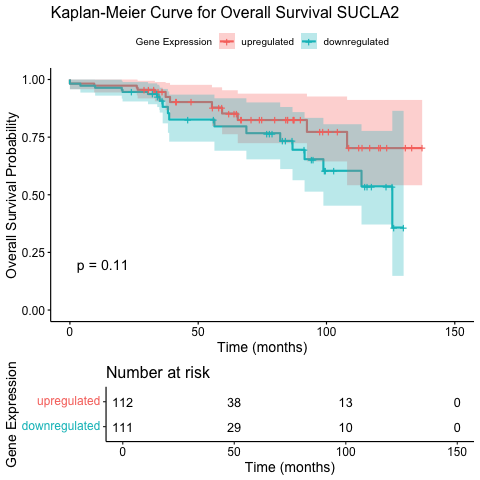 Kaplan-Meier Curve for Overall Survival SUCLA2
Gene Expression upregulated downregulated
Overall Survival Probability
1.00
0.75
0.50
0.25
0.00
p = 0.11
0 50 100 150
Time (months)
Number at risk
Gene Expression
upregulated 112 38 13 0
downregulated 111 29 10 0
0 50 100 150
Time (months)